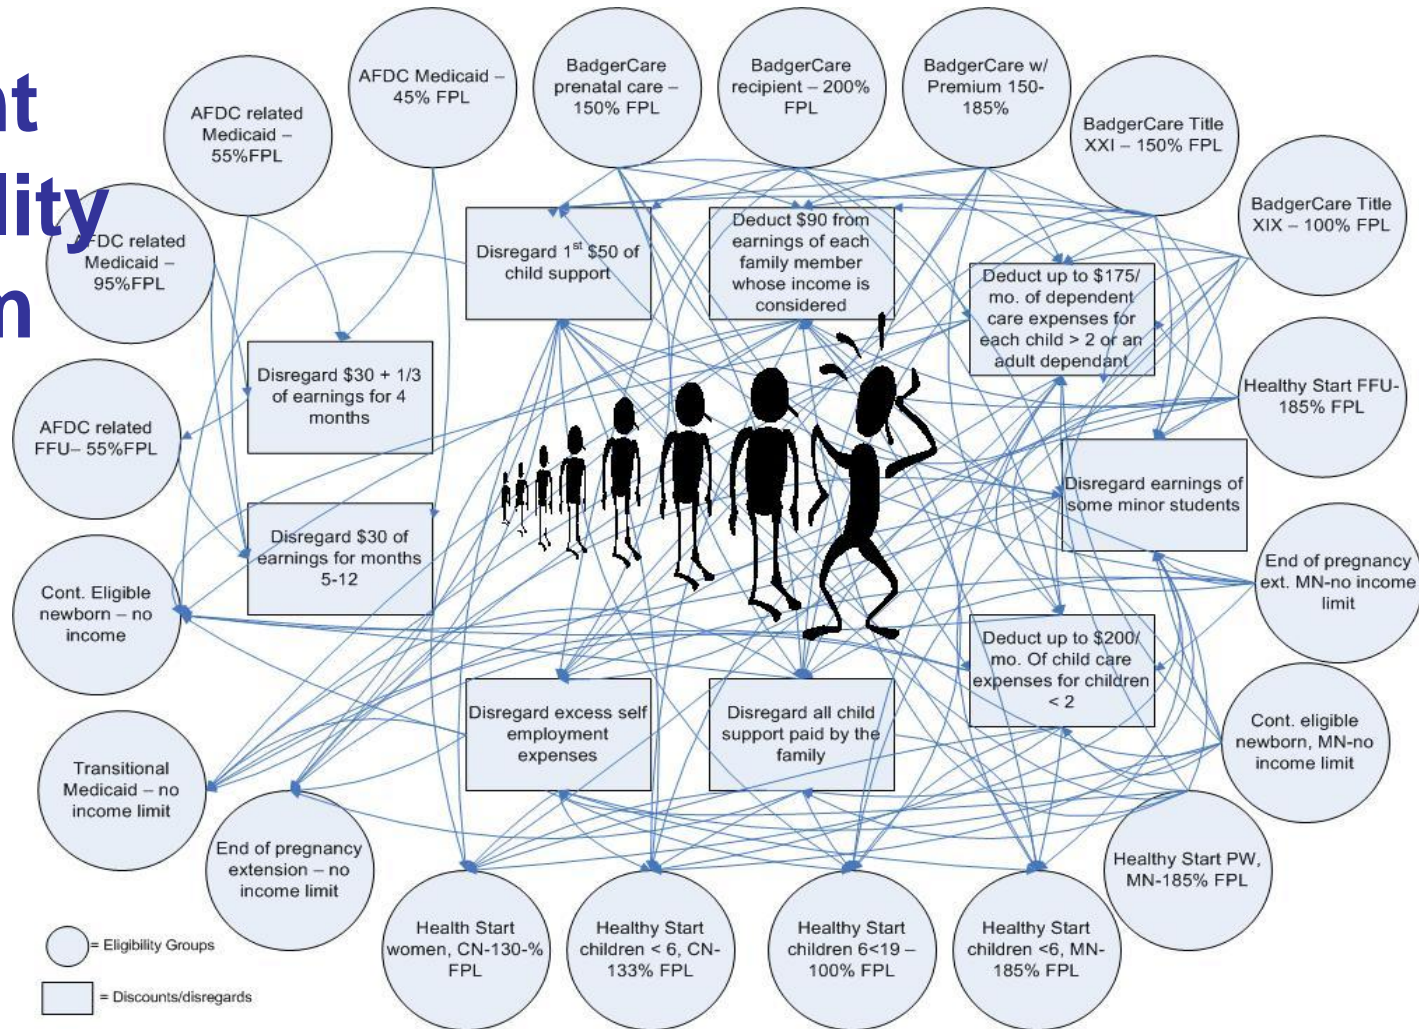 nt
lity
m
AFDC Medicaid –
45% FPL
BadgerCare
prenatal care –
150% FPL
BadgerCare
recipient – 200%
FPL
BadgerCare w/
Premium 150-
185%
AFDC related
Medicaid –
55%FPL
BadgerCare Title
XXI – 150% FPL
AFDC related
Medicaid –
95%FPL
BadgerCare Title
XIX – 100% FPL
Disregard 1st $50 of
child support
Deduct $90 from
earnings of each
family member
whose income is
considered
Deduct up to $175/
mo. of dependent
care expenses for
each child > 2 or an
adult dependant
Disregard $30 + 1/3
of earnings for 4
months
Healthy Start FFU-
185% FPL
AFDC related
FFU– 55%FPL
Disregard earnings of
some minor students
Disregard $30 of
earnings for months
5-12
End of pregnancy
ext. MN-no income
limit
Cont. Eligible
newborn – no
income
Deduct up to $200/
mo. Of child care
expenses for children
< 2
Disregard excess self
employment
expenses
Disregard all child
support paid by the
family
Cont. eligible
newborn, MN-no
income limit
Transitional
Medicaid – no
income limit
End of pregnancy
extension – no
income limit
Healthy Start PW,
MN-185% FPL
Health Start
women, CN-130-%
FPL
Healthy Start
children < 6, CN-
133% FPL
Healthy Start
children 6<19 –
100% FPL
Healthy Start
children <6, MN-
185% FPL
= Eligibility Groups
= Discounts/disregards